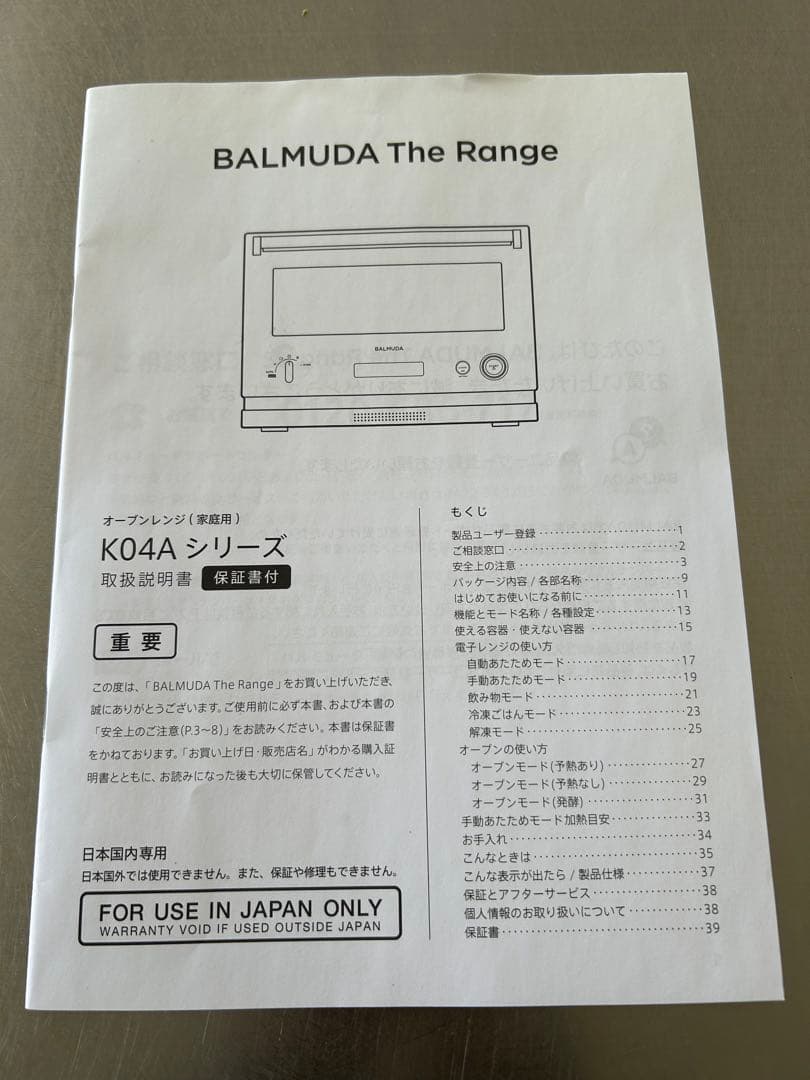 BALMUDA The Range
BALMUDA
オーブンレンジ(家庭用)
K04A シリーズ
取扱説明書 保証書付
重要
この度は、「BALMUDA The Range」をお買い上げいただき、
誠にありがとうございます。ご使用前に必ず本書、および本書の
「安全上のご注意(P.3〜8)」をお読みください。本書は保証書
をかねております。「お買い上げ日・販売店名」がわかる購入証
明書とともに、お読みになった後も大切に保管してください。
日本国内専用
日本国外では使用できません。また、保証や修理もできません。
FOR USE IN JAPAN ONLY
WARRANTY VOID IF USED OUTSIDE JAPAN
もくじ
製品ユーザー登録 1
ご相談窓口 2
安全上の注意 3
パッケージ内容 / 各部名称 9
はじめてお使いになる前に 11
機能とモード名称 / 各種設定 13
使える容器・使えない容器 15
電子レンジの使い方
自動あたためモード 17
手動あたためモード 19
飲み物モード 21
冷凍ごはんモード 23
解凍モード 25
オーブンの使い方
オーブンモード(予熱あり) 27
オーブンモード(予熱なし) 29
オーブンモード(発酵) 31
手動あたためモード加熱目安 33
お手入れ 34
こんなときは 35
こんな表示が出たら / 製品仕様 37
保証とアフターサービス 38
個人情報のお取り扱いについて 38
保証書 39